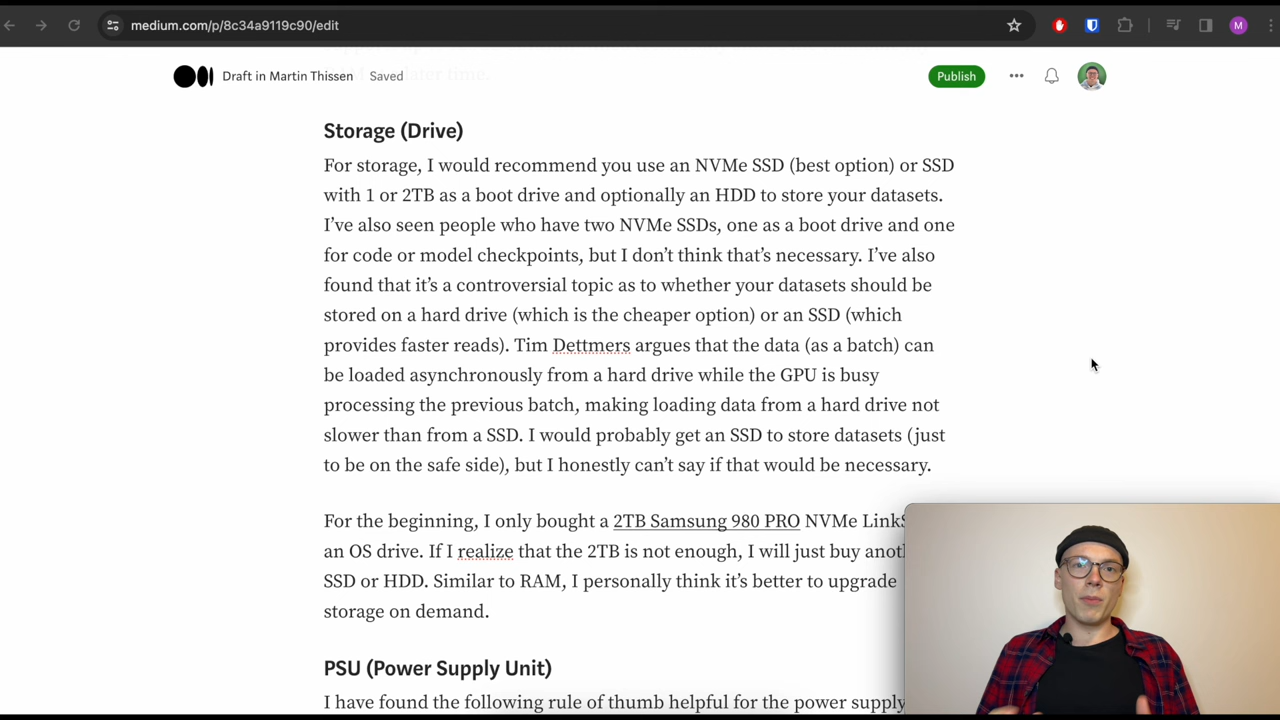 medium.com/p/8c34a9119c90/edit
M
Draft in Martin Thissen Saved
later time.
Publish
Storage (Drive)
For storage, I would recommend you use an NVMe SSD (best option) or SSD
with 1 or 2TB as a boot drive and optionally an HDD to store your datasets.
I’ve also seen people who have two NVMe SSDs, one as a boot drive and one
for code or model checkpoints, but I don’t think that’s necessary. I’ve also
found that it’s a controversial topic as to whether your datasets should be
stored on a hard drive (which is the cheaper option) or an SSD (which
provides faster reads). Tim Dettmers argues that the data (as a batch) can
be loaded asynchronously from a hard drive while the GPU is busy
processing the previous batch, making loading data from a hard drive not
slower than from a SSD. I would probably get an SSD to store datasets (just
to be on the safe side), but I honestly can’t say if that would be necessary.
For the beginning, I only bought a 2TB Samsung 980 PRO NVMe Link
an OS drive. If I realize that the 2TB is not enough, I will just buy anot
SSD or HDD. Similar to RAM, I personally think it’s better to upgrade
storage on demand.
PSU (Power Supply Unit)
I have found the following rule of thumb helpful for the power supply